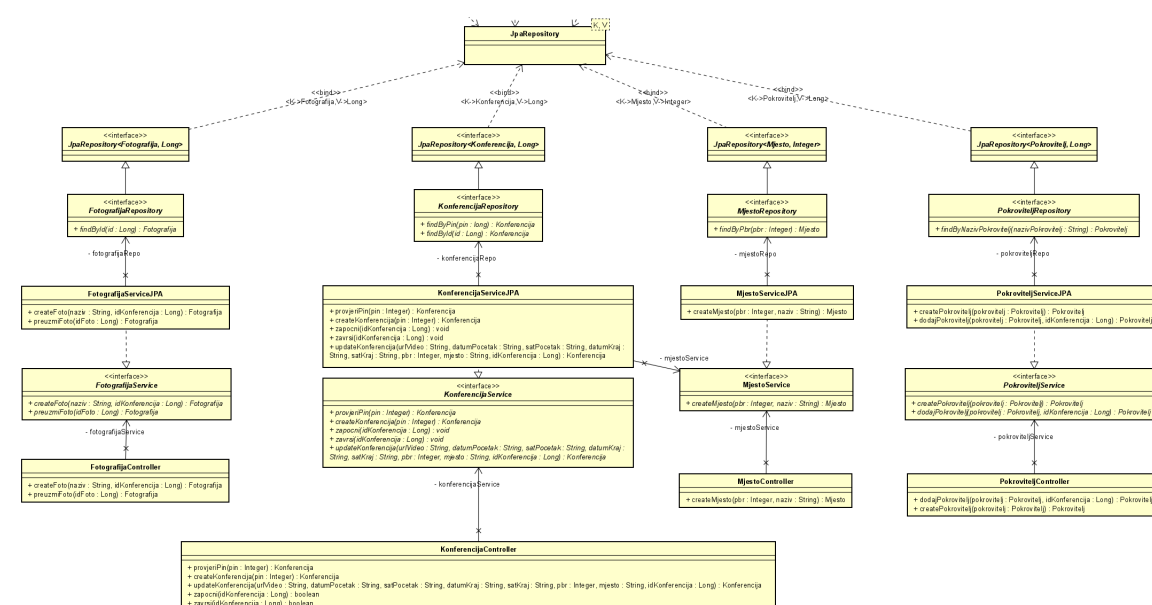 K, V
JpaRepository
<<bind>>
<K->Fotografija,V->Long>
<<bind>>
<K->Konferencija,V->Long>
<<bind>>
<K->Mjesto,V->Integer>
<<bind>>
<K->Pokrovitelj,V->Long>
<<interface>>
JpaRepository<Fotografija, Long>
<<interface>>
JpaRepository<Konferencija, Long>
<<interface>>
JpaRepository<Mjesto, Integer>
<<interface>>
JpaRepository<Pokrovitelj, Long>
<<interface>>
FotografijaRepository
+ findById(id : Long) : Fotografija
<<interface>>
KonferencijaRepository
+ findByPin(pin : long) : Konferencija
+ findById(id : Long) : Konferencija
<<interface>>
MjestoRepository
+ findByPbr(pbr : Integer) : Mjesto
<<interface>>
PokroviteljRepository
+ findByNazivPokrovitelj(nazivPokrovitelj : String) : Pokrovitelj
- fotografijaRepo
- konferencijaRepo
- mjestoRepo
- pokroviteljRepo
FotografijaServiceJPA
+ createFoto(naziv : String, idKonferencija : Long) : Fotografija
+ preuzmiFoto(idFoto : Long) : Fotografija
KonferencijaServiceJPA
+ provjeriPin(pin : Integer) : Konferencija
+ createKonferencija(pin : Integer) : Konferencija
+ zapocni(idKonferencija : Long) : void
+ zavrsi(idKonferencija : Long) : void
+ updateKonferencija(urlVideo : String, datumPocetak : String, satPocetak : String, datumKraj :
String, satKraj : String, pbr : Integer, mjesto : String, idKonferencija : Long) : Konferencija
MjestoServiceJPA
+ createMjesto(pbr : Integer, naziv : String) : Mjesto
PokroviteljServiceJPA
+ createPokrovitelj(pokrovitelj : Pokrovitelj) : Pokrovitelj
+ dodajPokrovitelj(pokrovitelj : Pokrovitelj, idKonferencija : Long) : Pokrovitelj
- mjestoService
<<interface>>
FotografijaService
+ createFoto(naziv : String, idKonferencija : Long) : Fotografija
+ preuzmiFoto(idFoto : Long) : Fotografija
<<interface>>
KonferencijaService
+ provjeriPin(pin : Integer) : Konferencija
+ createKonferencija(pin : Integer) : Konferencija
+ zapocni(idKonferencija : Long) : void
+ zavrsi(idKonferencija : Long) : void
+ updateKonferencija(urlVideo : String, datumPocetak : String, satPocetak : String, datumKraj :
String, satKraj : String, pbr : Integer, mjesto : String, idKonferencija : Long) : Konferencija
<<interface>>
MjestoService
+ createMjesto(pbr : Integer, naziv : String) : Mjesto
<<interface>>
PokroviteljService
+ createPokrovitelj(pokrovitelj : Pokrovitelj) : Pokrovitelj
+ dodajPokrovitelj(pokrovitelj : Pokrovitelj, idKonferencija : Long) : Pokrovitelj
- fotografijaService
- konferencijaService
- mjestoService
- pokroviteljService
FotografijaController
+ createFoto(naziv : String, idKonferencija : Long) : Fotografija
+ preuzmiFoto(idFoto : Long) : Fotografija
MjestoController
+ createMjesto(pbr : Integer, naziv : String) : Mjesto
PokroviteljController
+ dodajPokrovitelj(pokrovitelj : Pokrovitelj, idKonferencija : Long) : Pokrovitelj
+ createPokrovitelj(pokrovitelj : Pokrovitelj) : Pokrovitelj
KonferencijaController
+ provjeriPin(pin : Integer) : Konferencija
+ createKonferencija(pin : Integer) : Konferencija
+ updateKonferencija(urlVideo : String, datumPocetak : String, satPocetak : String, datumKraj : String, satKraj : String, pbr : Integer, mjesto : String, idKonferencija : Long) : Konferencija
+ zapocni(idKonferencija : Long) : boolean
+ zavrsi(idKonferencija : Long) : boolean